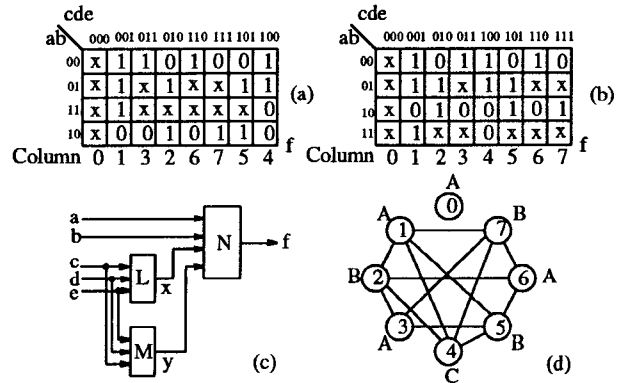 cde
ab 000 001 011 010 110 111 101 100
00 x 1 1 0 1 0 0 1
01 x 1 x 1 x x 1 1
11 x 1 x x x x x 0
10 x 0 0 1 0 1 1 0 f
Column 0 1 3 2 6 7 5 4
(a)
cde
ab 000 001 010 011 100 101 110 111
00 x 1 0 1 1 0 1 0
01 x 1 1 x 1 1 x x
10 x 0 1 0 0 1 0 1
11 x 1 x x 0 x x x f
Column 0 1 2 3 4 5 6 7
(b)
a
b
c
d
e
L
x
M
y
N
f
(c)
A
0
A 1
7 B
B 2
6 A
3
A
5
B
4
C
(d)